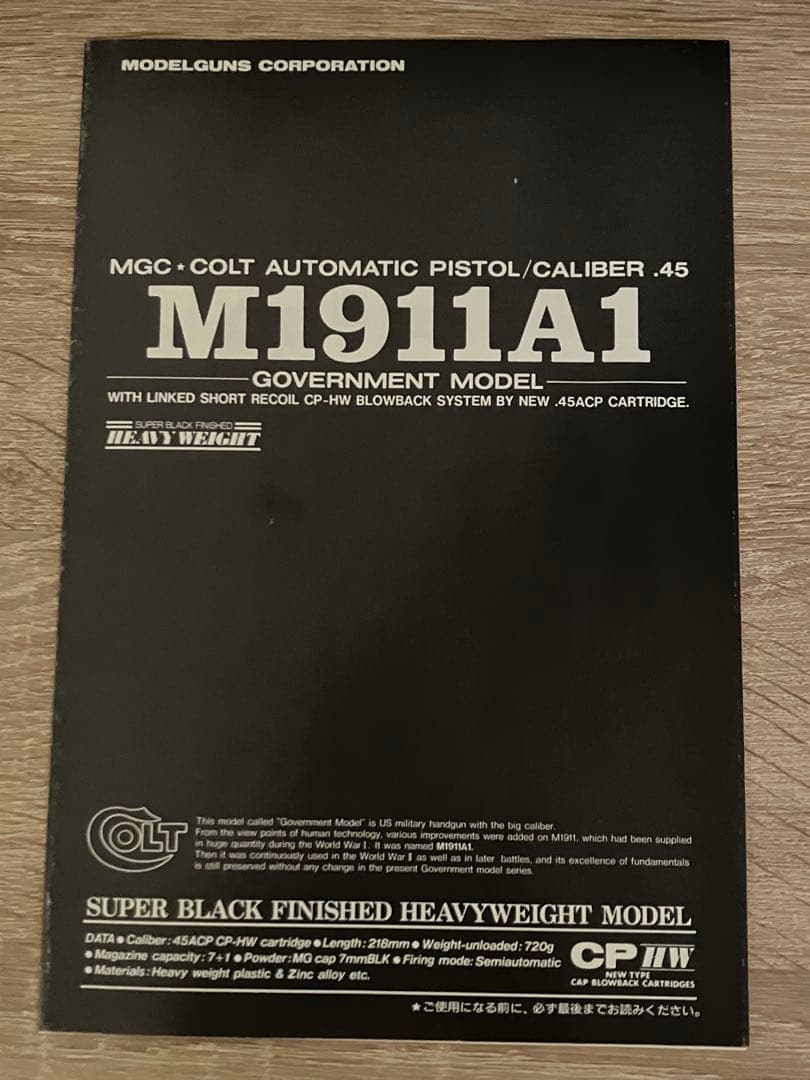 MODELGUNS CORPORATION
MGC★COLT AUTOMATIC PISTOL/CALIBER .45
M1911A1
GOVERNMENT MODEL
WITH LINKED SHORT RECOIL CP-HW BLOWBACK SYSTEM BY NEW .45ACP CARTRIDGE.
SUPER BLACK FINISHED
HEAVY WEIGHT
COLT
This model called "Government Model" is US military handgun with the big caliber.
From the view points of human technology, various improvements were added on M1911, which had been supplied
in huge quantity during the World War I. It was named M1911A1.
Then it was continuously used in the World War II as well as in later battles, and its excellence of fundamentals
is still preserved without any change in the present Government model series.
SUPER BLACK FINISHED HEAVYWEIGHT MODEL
DATA●Caliber:45ACP CP-HW cartridge●Length:218mm●Weight-unloaded:720g
●Magazine capacity:7+1●Powder:MG cap 7mmBLK●Firing mode:Semiautomatic
●Materials:Heavy weight plastic & Zinc alloy etc.
CP HW
NEW TYPE
CAP BLOWBACK CARTRIDGES
★ご使用になる前に、必ず最後までお読みください。